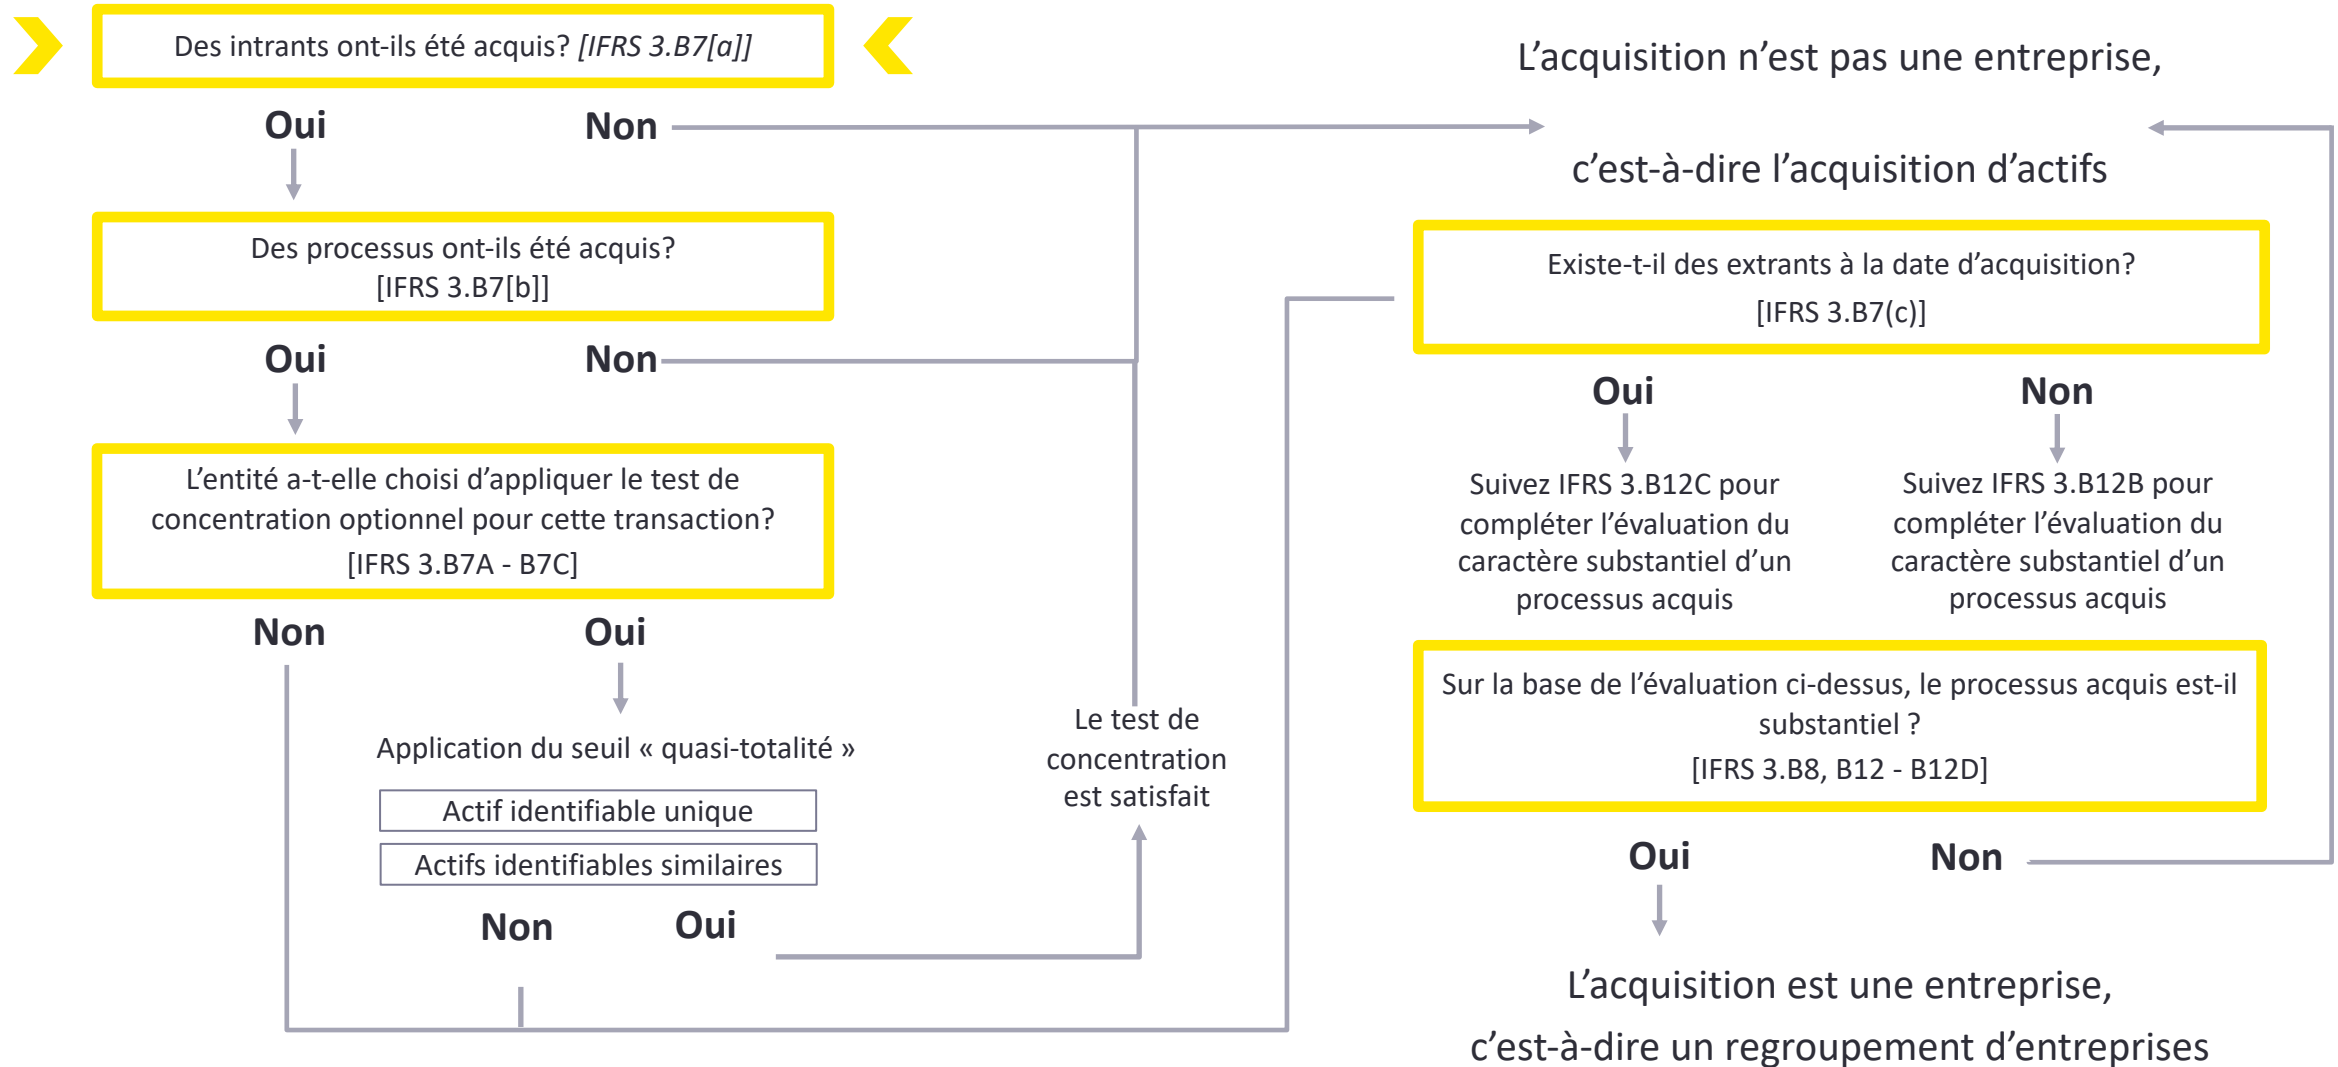 Des intrants ont-ils été acquis? [IFRS 3.B7[a]]
Oui
Non
Des processus ont-ils été acquis?
[IFRS 3.B7[b]]
Oui
Non
L’entité a-t-elle choisi d’appliquer le test de
concentration optionnel pour cette transaction?
[IFRS 3.B7A - B7C]
Non
Oui
Application du seuil « quasi-totalité »
Actif identifiable unique
Actifs identifiables similaires
Non
Oui
Le test de
concentration
est satisfait
L’acquisition n’est pas une entreprise,
c’est-à-dire l’acquisition d’actifs
Existe-t-il des extrants à la date d’acquisition?
[IFRS 3.B7(c)]
Oui
Non
Suivez IFRS 3.B12C pour
compléter l’évaluation du
caractère substantiel d’un
processus acquis
Suivez IFRS 3.B12B pour
compléter l’évaluation du
caractère substantiel d’un
processus acquis
Sur la base de l’évaluation ci-dessus, le processus acquis est-il
substantiel ?
[IFRS 3.B8, B12 - B12D]
Oui
Non
L’acquisition est une entreprise,
c’est-à-dire un regroupement d’entreprises